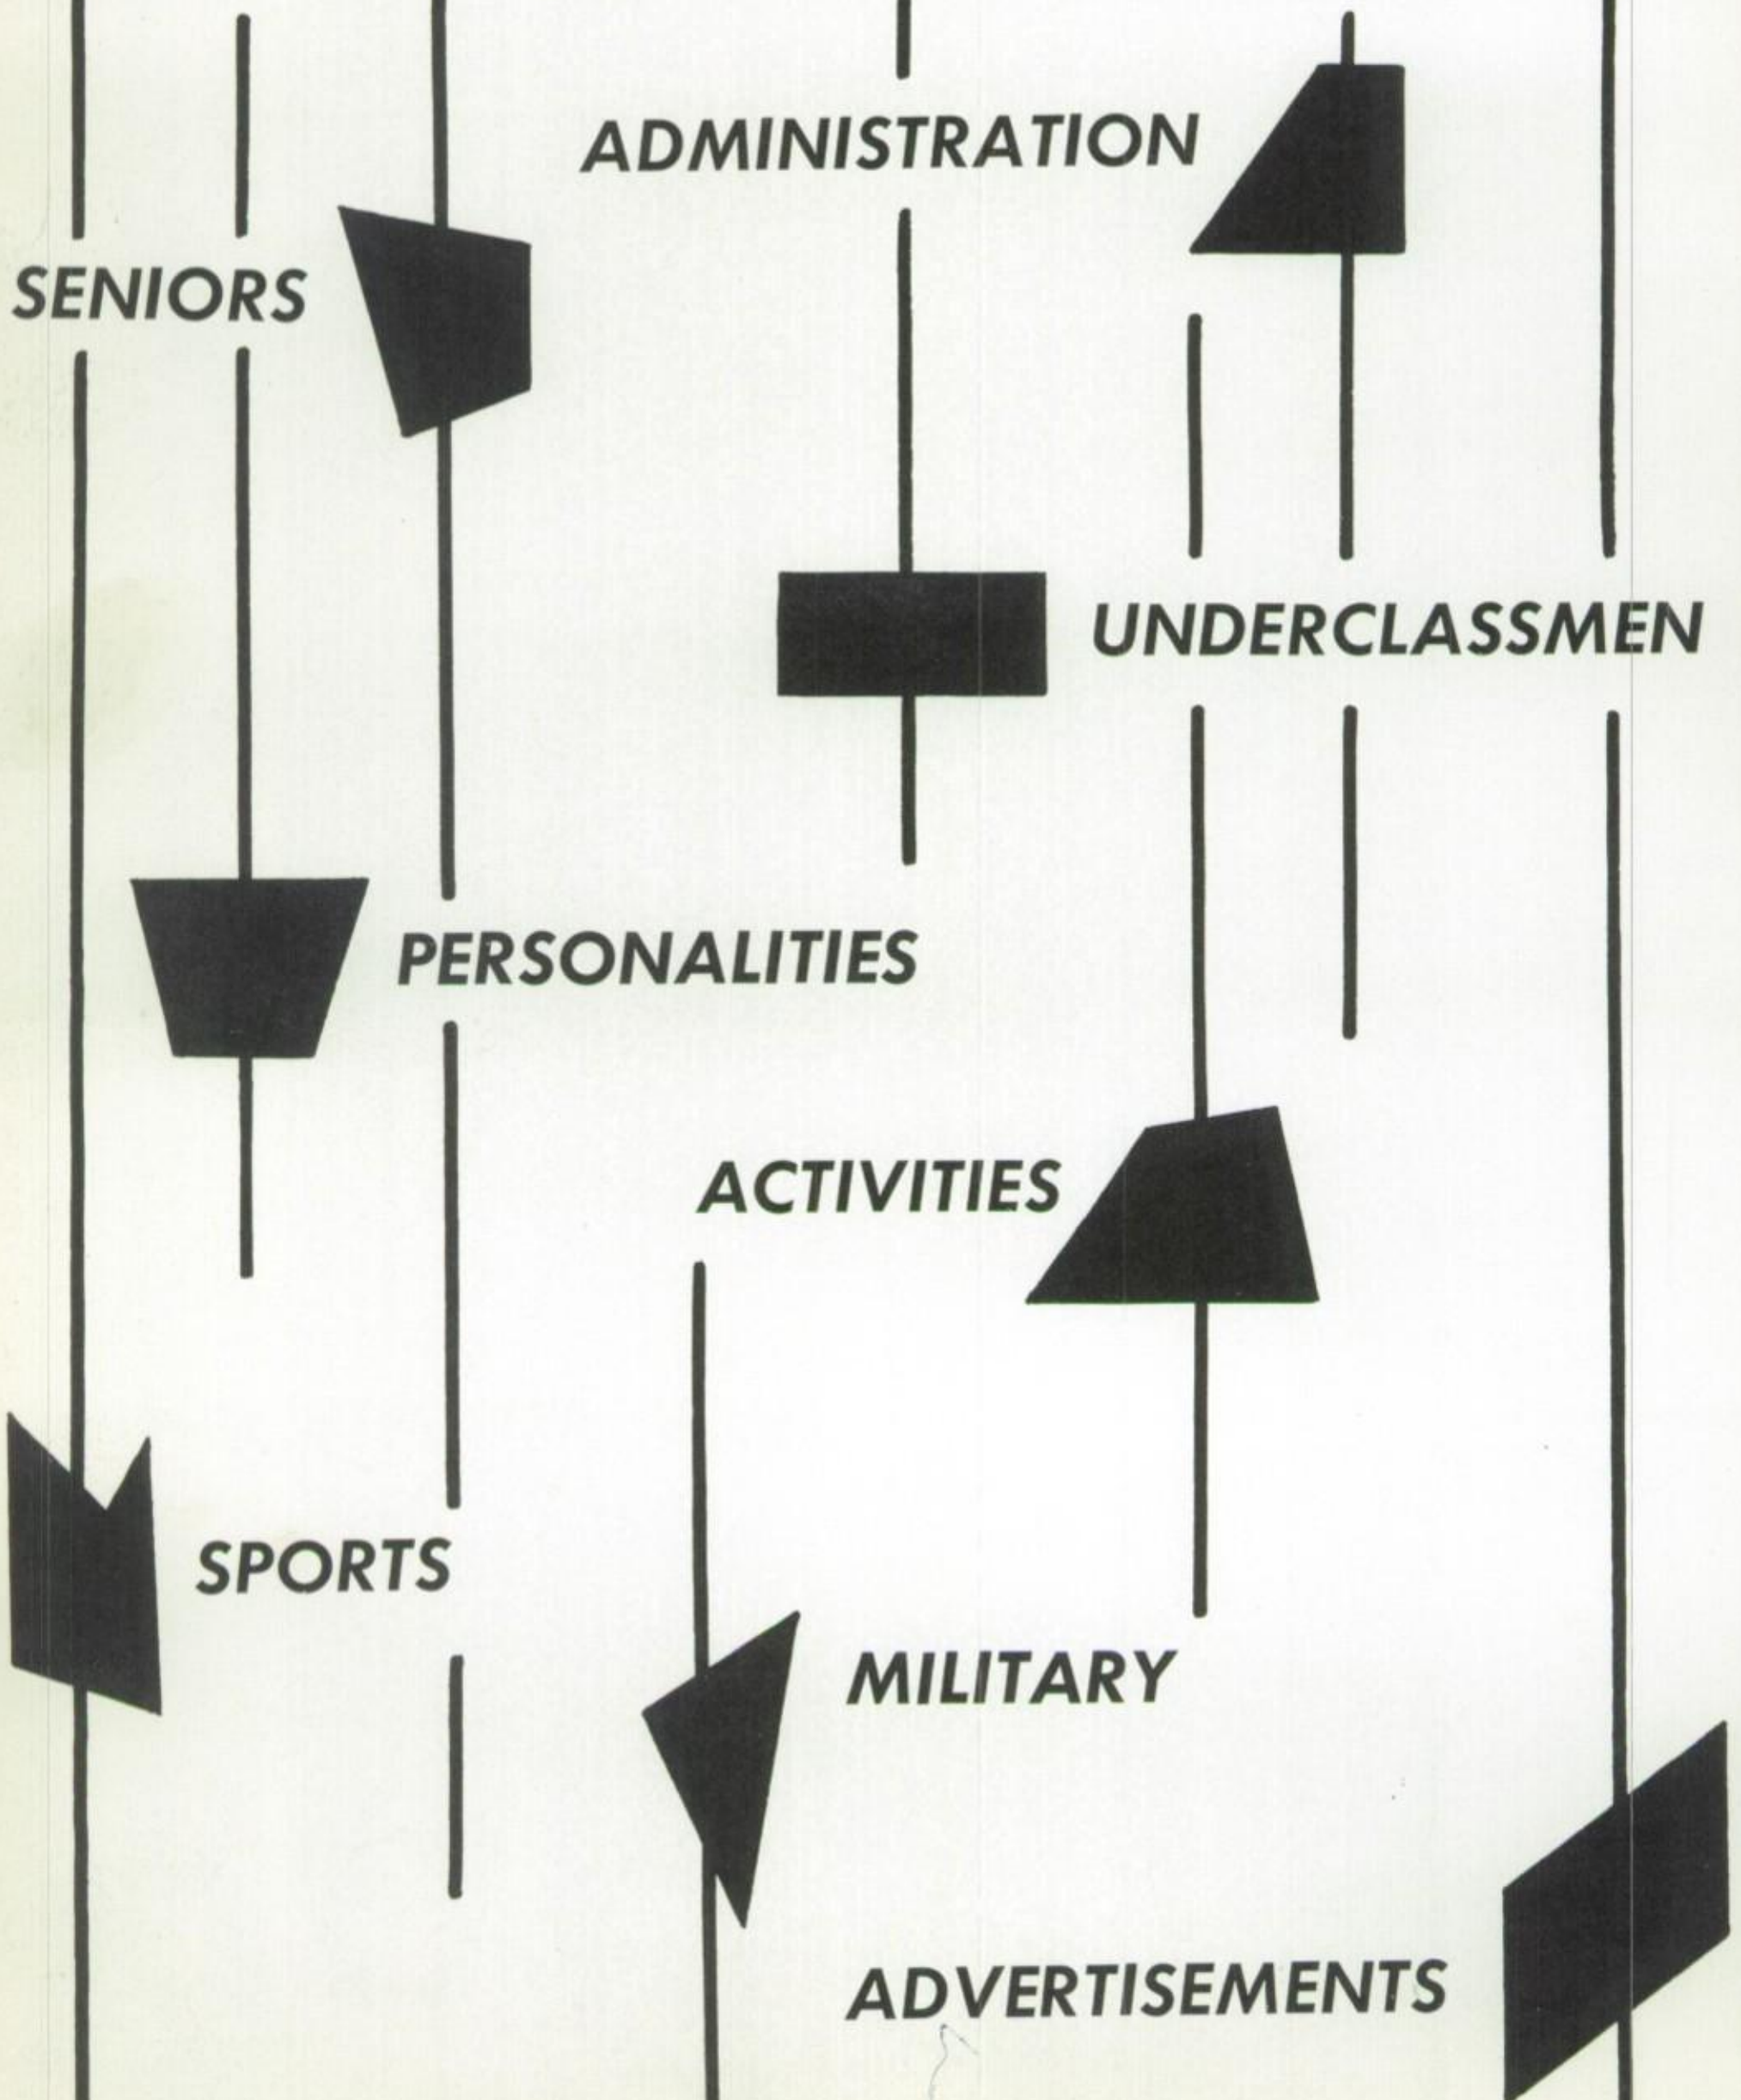 ADMINISTRATION
SENIORS
UNDERCLASSMEN
PERSONALITIES
ACTIVITIES
SPORTS
MILITARY
ADVERTISEMENTS